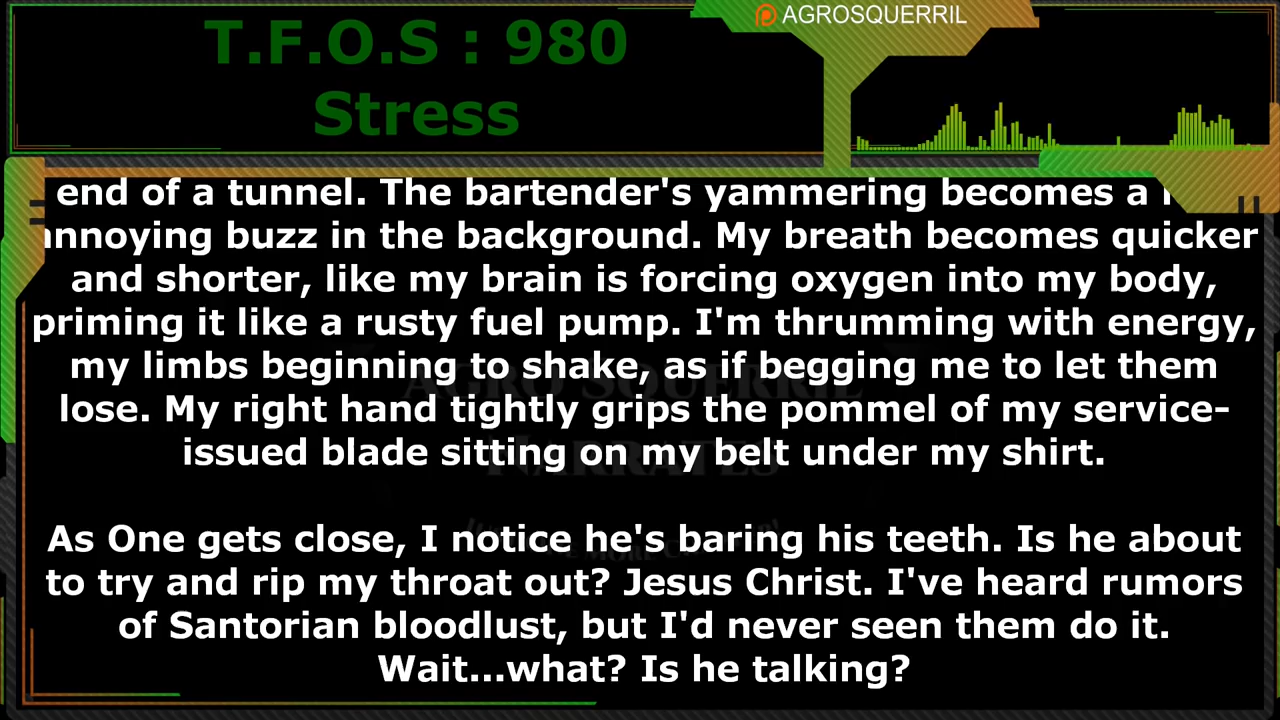 AGROSQUERRIL
T.F.O.S : 980
Stress
end of a tunnel. The bartender's yammering becomes a
annoying buzz in the background. My breath becomes quicker
and shorter, like my brain is forcing oxygen into my body,
priming it like a rusty fuel pump. I'm thrumming with energy,
my limbs beginning to shake, as if begging me to let them
lose. My right hand tightly grips the pommel of my service-
issued blade sitting on my belt under my shirt.
As One gets close, I notice he's baring his teeth. Is he about
to try and rip my throat out? Jesus Christ. I've heard rumors
of Santorian bloodlust, but I'd never seen them do it.
Wait...what? Is he talking?
AGRO SQUERRIL
NARRATES